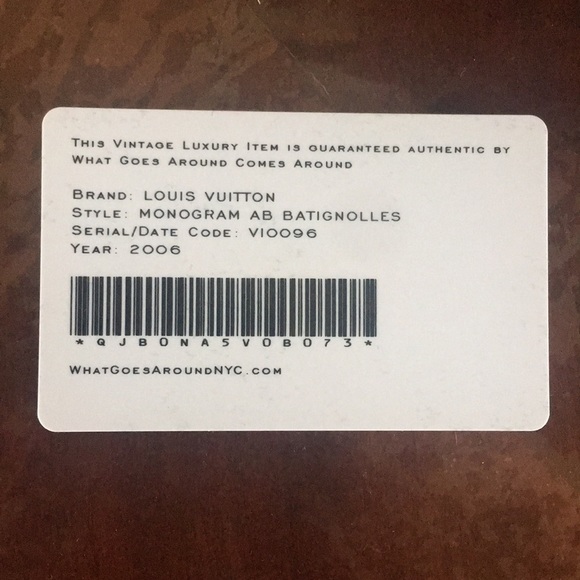 THIS VINTAGE LUXURY ITEM IS GUARANTEED AUTHENTIC BY
WHAT GOES AROUND COMES AROUND
BRAND: LOUIS VUITTON
STYLE: MONOGRAM AB BATIGNOLLES
SERIAL/DATE CODE: VI0096
YEAR: 2006
*QJBONA5VOB073*
WHATGOESAROUNDNYC.COM